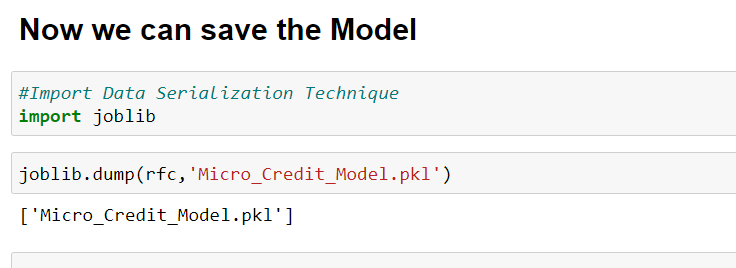 Now we can save the Model
#Import Data Serialization Technique
import joblib
joblib.dump(rfc,'Micro_Credit_Model.pkl')
['Micro_Credit_Model.pkl']